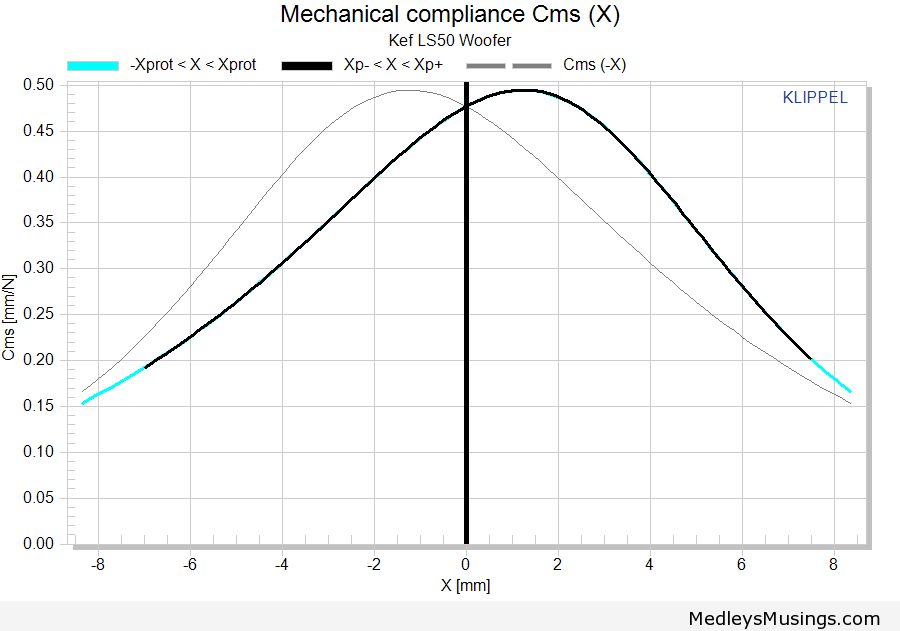 Mechanical compliance Cms (X)
Kef LS50 Woofer
-Xprot < X < Xprot Xp- < X < Xp+ Cms (-X)
KLIPPEL
Cms [mm/N]
0.50
0.45
0.40
0.35
0.30
0.25
0.20
0.15
0.10
0.05
0.00
-8 -6 -4 -2 0 2 4 6 8
X [mm]
MedleysMusings.com